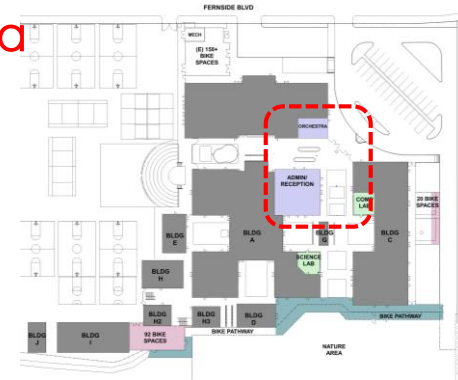 FERNSIDE BLVD
a
MECH
(E) 150+
BIKE
SPACES
ORCHESTRA
ADMIN/
RECEPTION
COMP
LAB
26 BIKE
SPACES
BLDG
E
BLDG
A
BLDG
G
BLDG
C
SCIENCE
LAB
BLDG
H
BLDG
H2
BLDG
H3
BLDG
D
BIKE PATHWAY
BLDG
J
BLDG
I
92 BIKE
SPACES
BIKE PATHWAY
NATURE
AREA